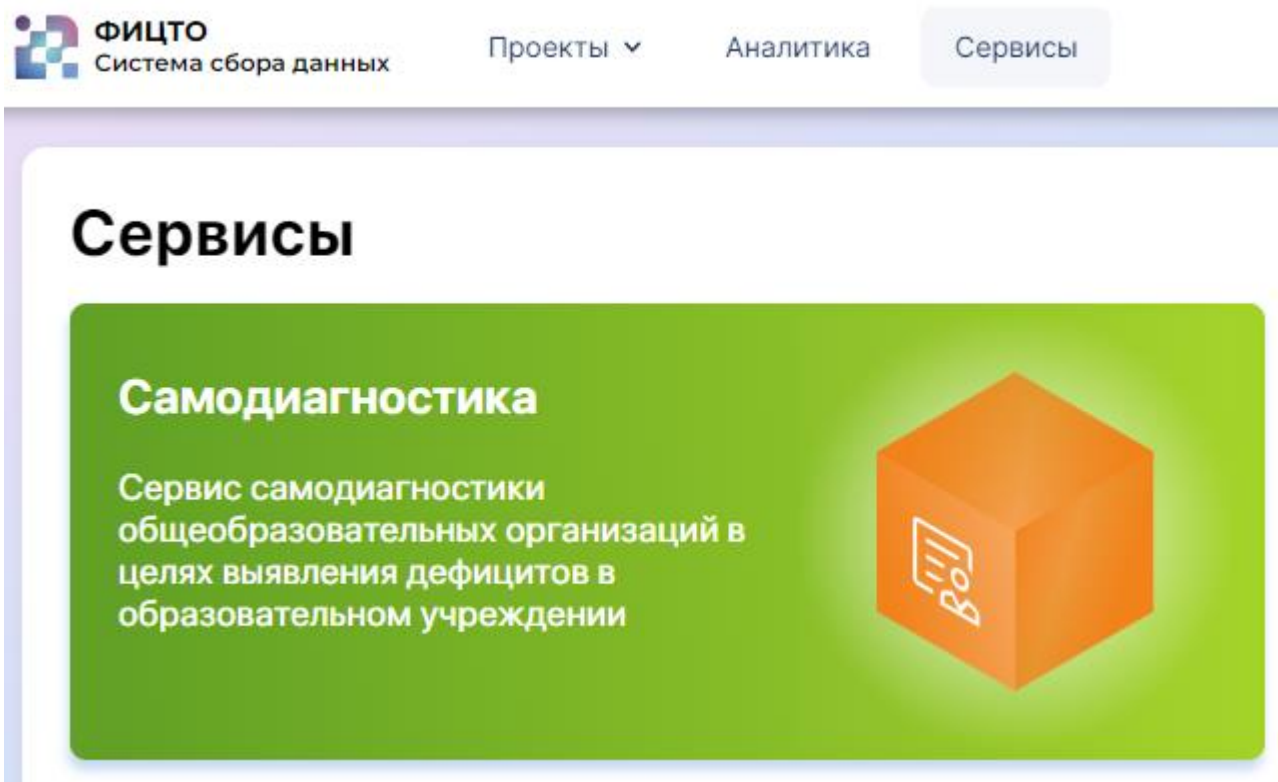 ФИЦТО
Система сбора данных
Проекты
Аналитика
Сервисы
Сервисы
Самодиагностика
Сервис самодиагностики
общеобразовательных организаций в
целях выявления дефицитов в
образовательном учреждении